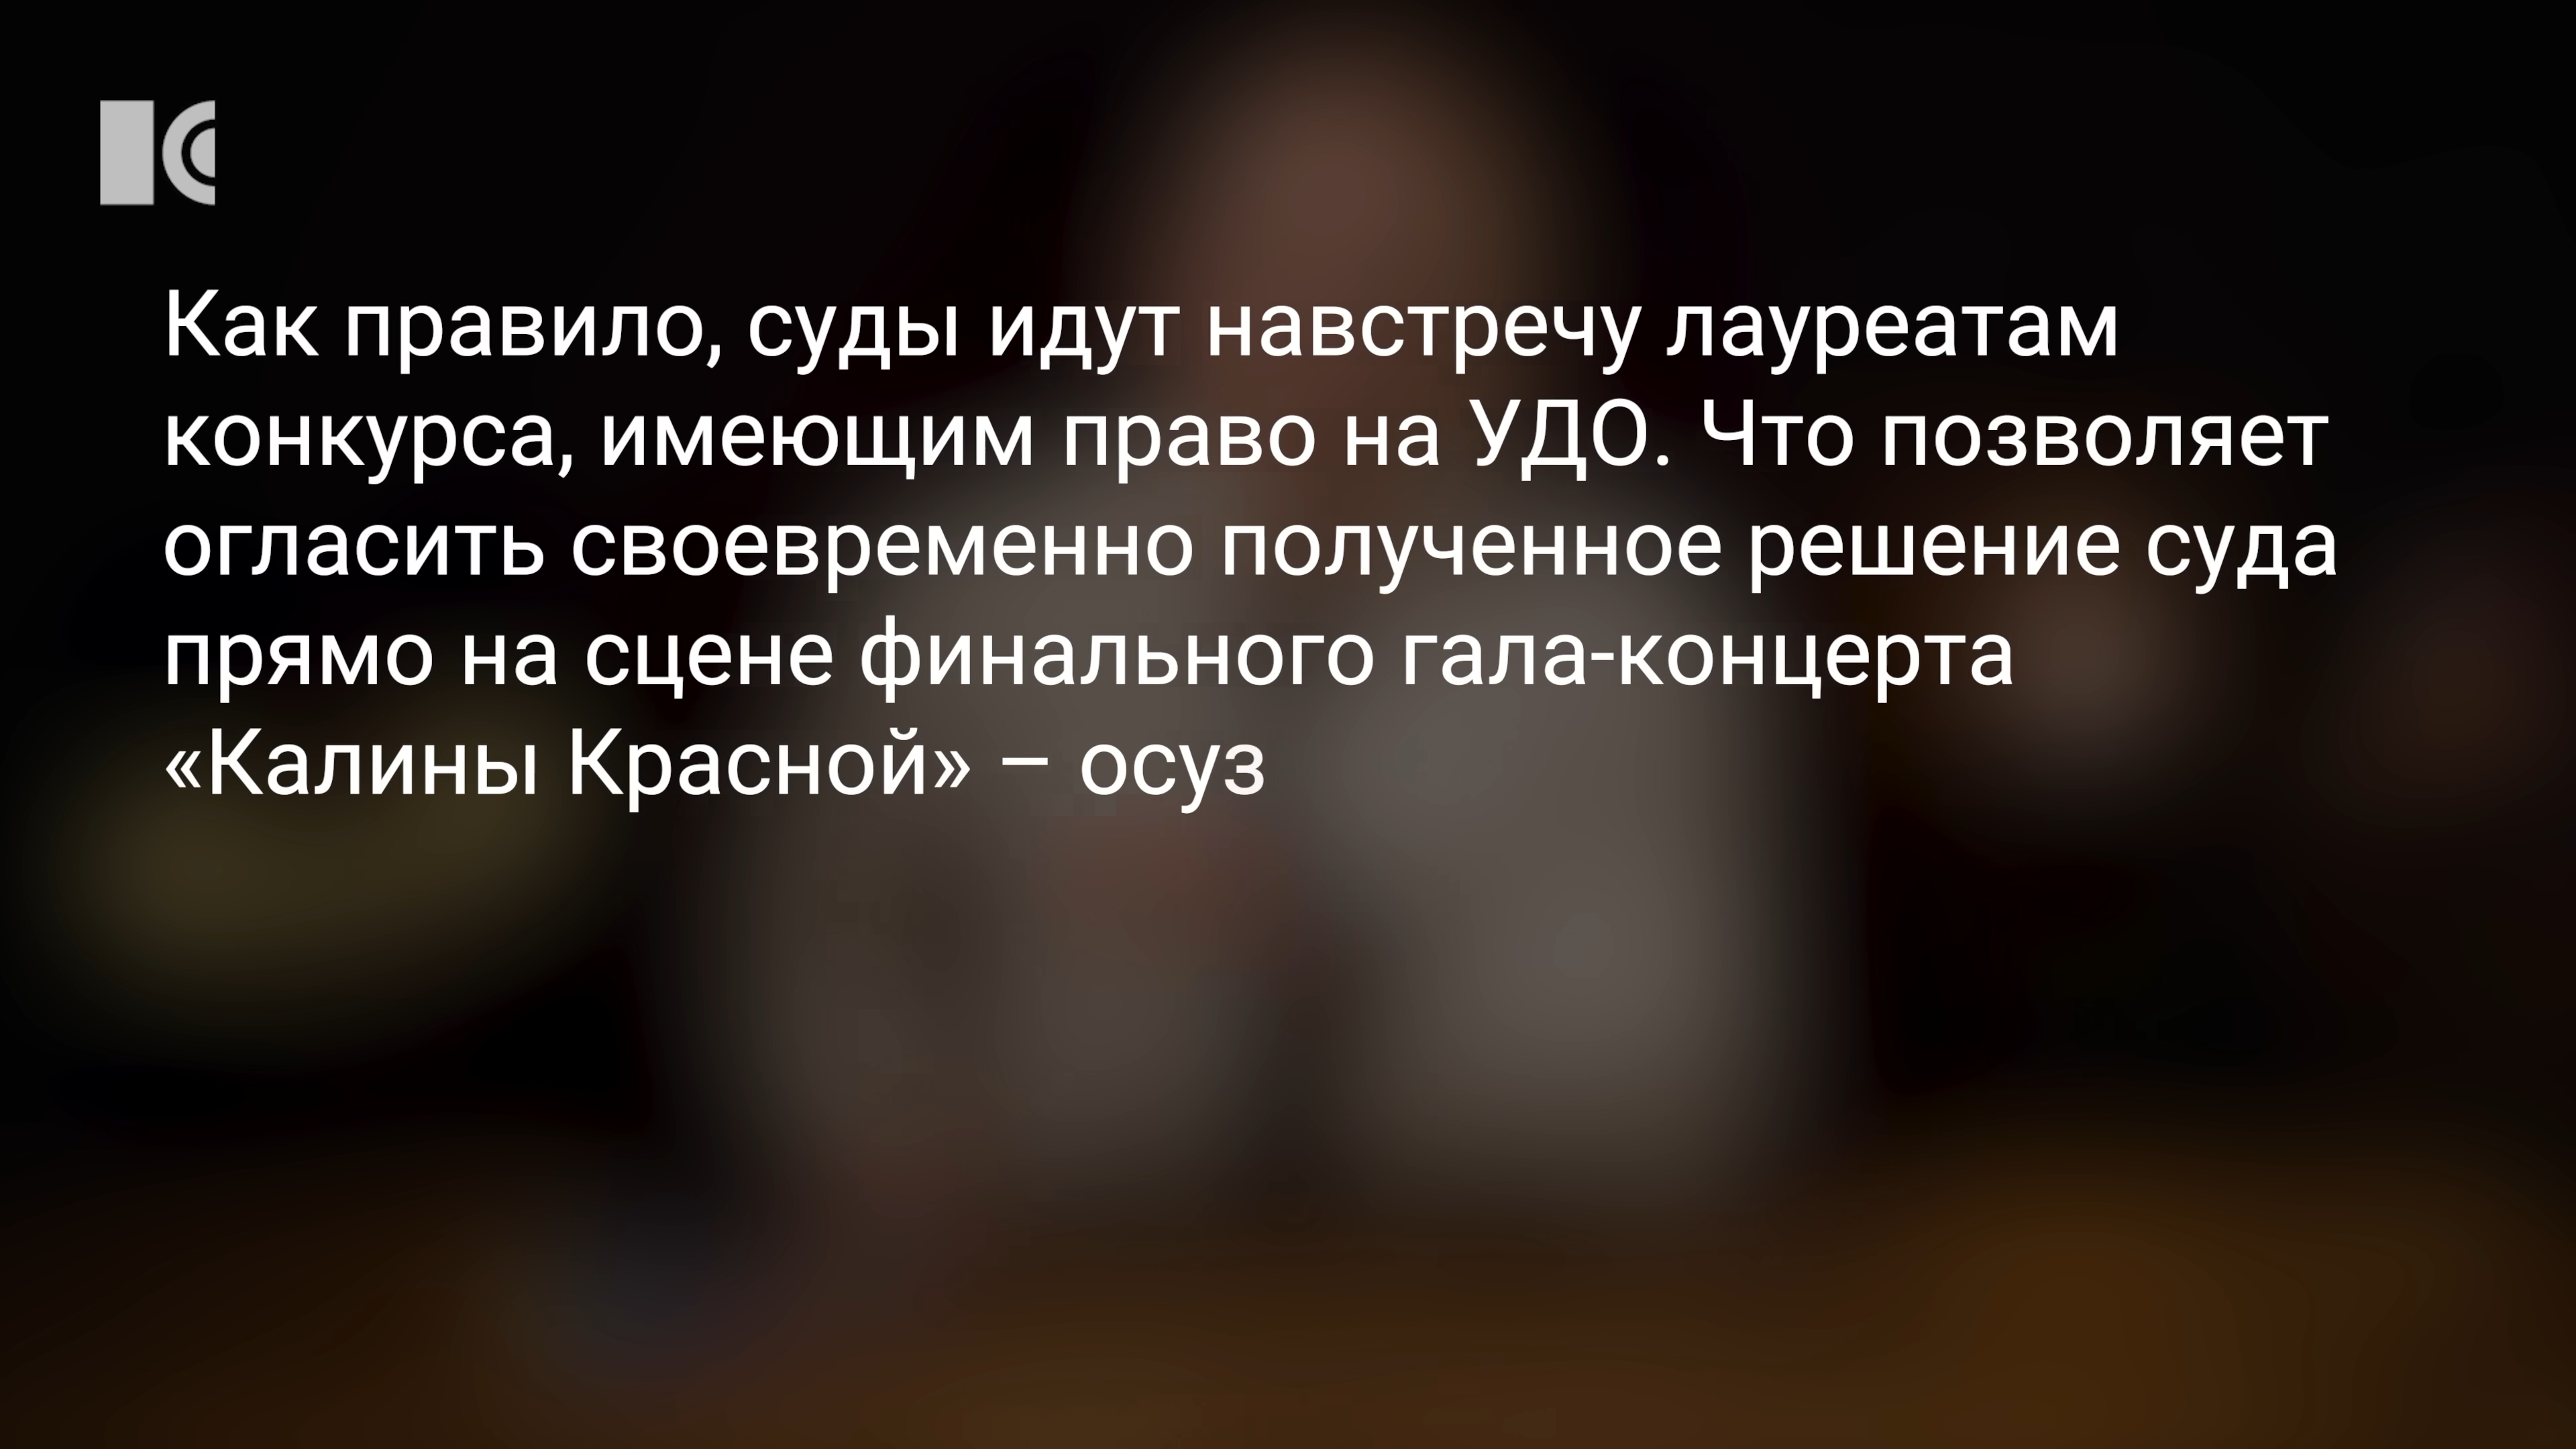 Как правило, суды идут навстречу лауреатам
конкурса, имеющим право на УДО. Что позволяет
огласить своевременно полученное решение суда
прямо на сцене финального гала-концерта
«Калины Красной» – осуз